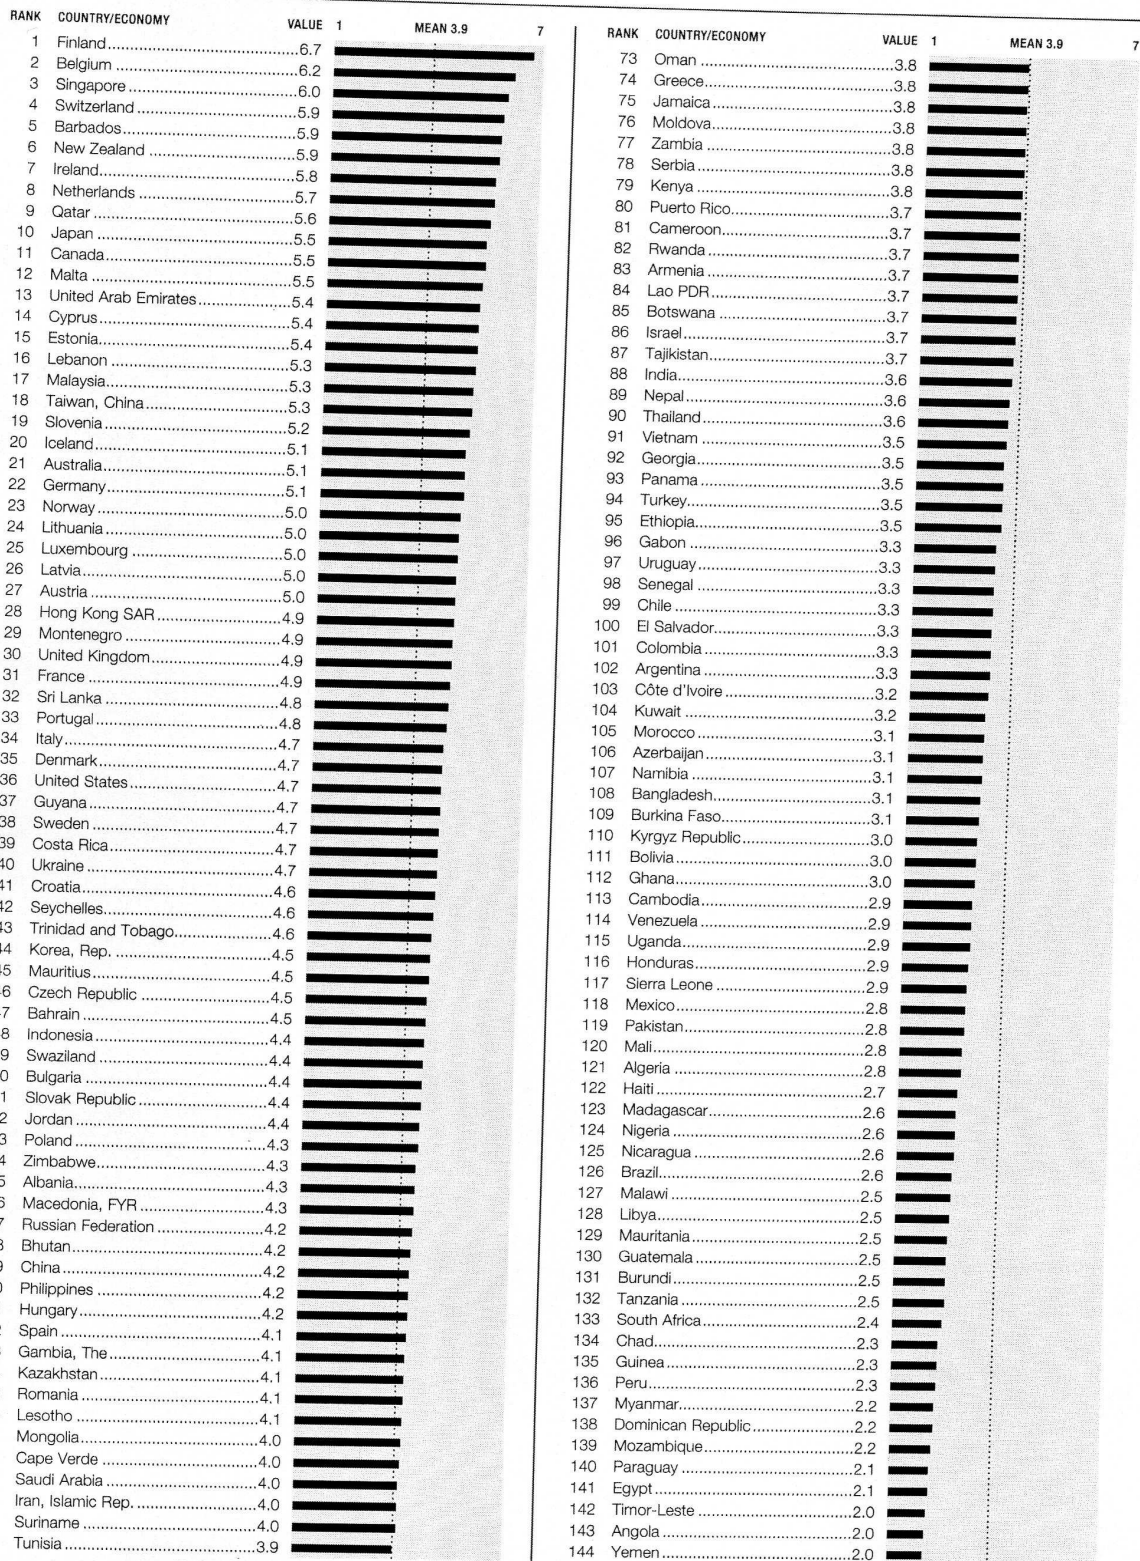 RANK COUNTRY/ECONOMY VALUE 1 MEAN 3.9 7
1 Finland 6.7
2 Belgium 6.2
3 Singapore 6.0
4 Switzerland 5.9
5 Barbados 5.9
6 New Zealand 5.9
7 Ireland 5.8
8 Netherlands 5.7
9 Qatar 5.6
10 Japan 5.5
11 Canada 5.5
12 Malta 5.5
13 United Arab Emirates 5.4
14 Cyprus 5.4
15 Estonia 5.4
16 Lebanon 5.3
17 Malaysia 5.3
18 Taiwan, China 5.3
19 Slovenia 5.2
20 Iceland 5.1
21 Australia 5.1
22 Germany 5.1
23 Norway 5.0
24 Lithuania 5.0
25 Luxembourg 5.0
26 Latvia 5.0
27 Austria 5.0
28 Hong Kong SAR 4.9
29 Montenegro 4.9
30 United Kingdom 4.9
31 France 4.9
32 Sri Lanka 4.8
33 Portugal 4.8
34 Italy 4.7
35 Denmark 4.7
36 United States 4.7
37 Guyana 4.7
38 Sweden 4.7
39 Costa Rica 4.7
40 Ukraine 4.7
41 Croatia 4.6
42 Seychelles 4.6
43 Trinidad and Tobago 4.6
44 Korea, Rep. 4.5
45 Mauritius 4.5
46 Czech Republic 4.5
7 Bahrain 4.5
8 Indonesia 4.4
9 Swaziland 4.4
0 Bulgaria 4.4
1 Slovak Republic 4.4
2 Jordan 4.4
3 Poland 4.3
4 Zimbabwe 4.3
5 Albania 4.3
6 Macedonia, FYR 4.3
7 Russian Federation 4.2
8 Bhutan 4.2
9 China 4.2
0 Philippines 4.2
Hungary 4.2
Spain 4.1
Gambia, The 4.1
Kazakhstan 4.1
Romania 4.1
Lesotho 4.1
Mongolia 4.0
Cape Verde 4.0
Saudi Arabia 4.0
Iran, Islamic Rep. 4.0
Suriname 4.0
Tunisia 3.9
RANK COUNTRY/ECONOMY VALUE 1 MEAN 3.9 7
73 Oman 3.8
74 Greece 3.8
75 Jamaica 3.8
76 Moldova 3.8
77 Zambia 3.8
78 Serbia 3.8
79 Kenya 3.8
80 Puerto Rico 3.7
81 Cameroon 3.7
82 Rwanda 3.7
83 Armenia 3.7
84 Lao PDR 3.7
85 Botswana 3.7
86 Israel 3.7
87 Tajikistan 3.7
88 India 3.6
89 Nepal 3.6
90 Thailand 3.6
91 Vietnam 3.5
92 Georgia 3.5
93 Panama 3.5
94 Turkey 3.5
95 Ethiopia 3.5
96 Gabon 3.3
97 Uruguay 3.3
98 Senegal 3.3
99 Chile 3.3
100 El Salvador 3.3
101 Colombia 3.3
102 Argentina 3.3
103 Côte d'Ivoire 3.2
104 Kuwait 3.2
105 Morocco 3.1
106 Azerbaijan 3.1
107 Namibia 3.1
108 Bangladesh 3.1
109 Burkina Faso 3.1
110 Kyrgyz Republic 3.0
111 Bolivia 3.0
112 Ghana 3.0
113 Cambodia 2.9
114 Venezuela 2.9
115 Uganda 2.9
116 Honduras 2.9
117 Sierra Leone 2.9
118 Mexico 2.8
119 Pakistan 2.8
120 Mali 2.8
121 Algeria 2.8
122 Haiti 2.7
123 Madagascar 2.6
124 Nigeria 2.6
125 Nicaragua 2.6
126 Brazil 2.6
127 Malawi 2.5
128 Libya 2.5
129 Mauritania 2.5
130 Guatemala 2.5
131 Burundi 2.5
132 Tanzania 2.5
133 South Africa 2.4
134 Chad 2.3
135 Guinea 2.3
136 Peru 2.3
137 Myanmar 2.2
138 Dominican Republic 2.2
139 Mozambique 2.2
140 Paraguay 2.1
141 Egypt 2.1
142 Timor-Leste 2.0
143 Angola 2.0
144 Yemen 2.0